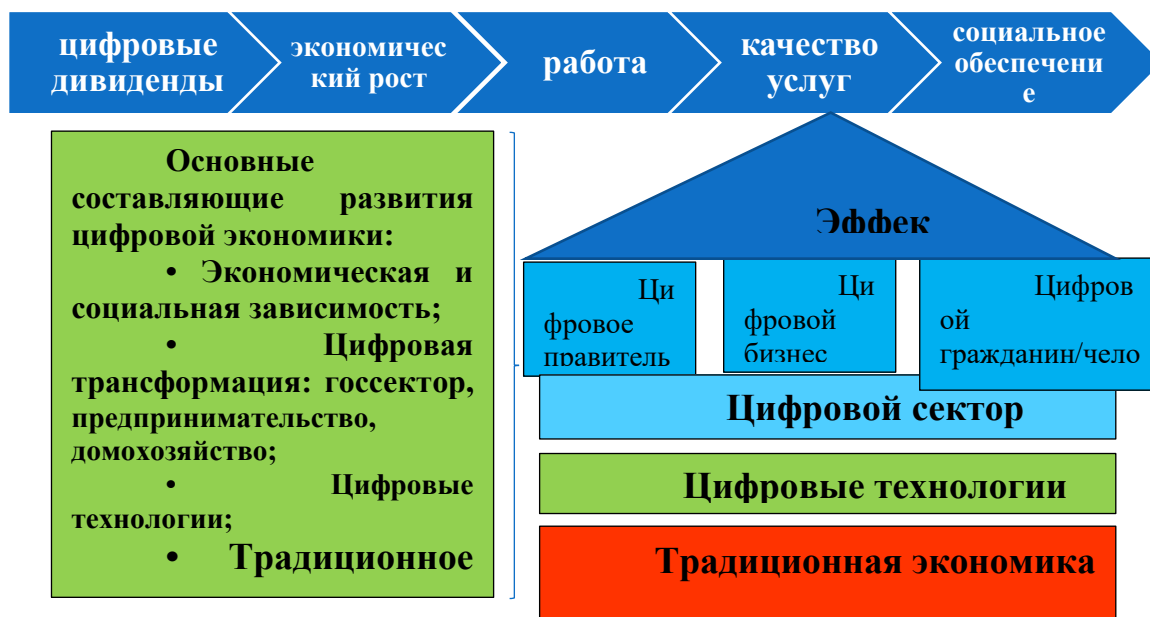 цифровые
дивиденды
экономичес
кий рост
работа
качество
услуг
социальное
обеспечени
е
Основные
составляющие развития
цифровой экономики:
• Экономическая и
социальная зависимость;
• Цифровая
трансформация: госсектор,
предпринимательство,
домохозяйство;
• Цифровые
технологии;
• Традиционное
Эффек
Ци
фровое
правитель
Ци
фровой
бизнес
Цифров
ой
гражданин/чело
Цифровой сектор
Цифровые технологии
Традиционная экономика